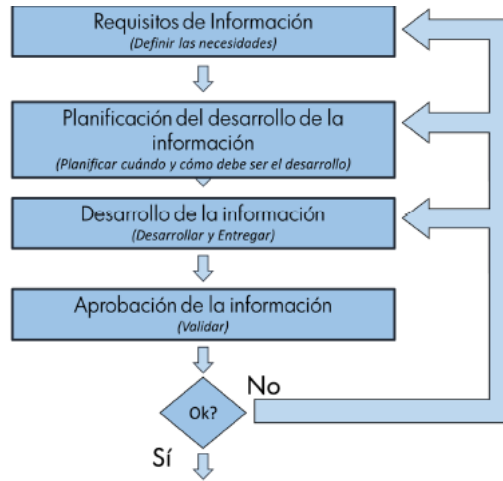 Requisitos de Información
(Definir las necesidades)
Planificación del desarrollo de la
información
(Planificar cuándo y cómo debe ser el desarrollo)
Desarrollo de la información
(Desarrollar y Entregar)
Aprobación de la información
(Validar)
Ok?
No
Sí